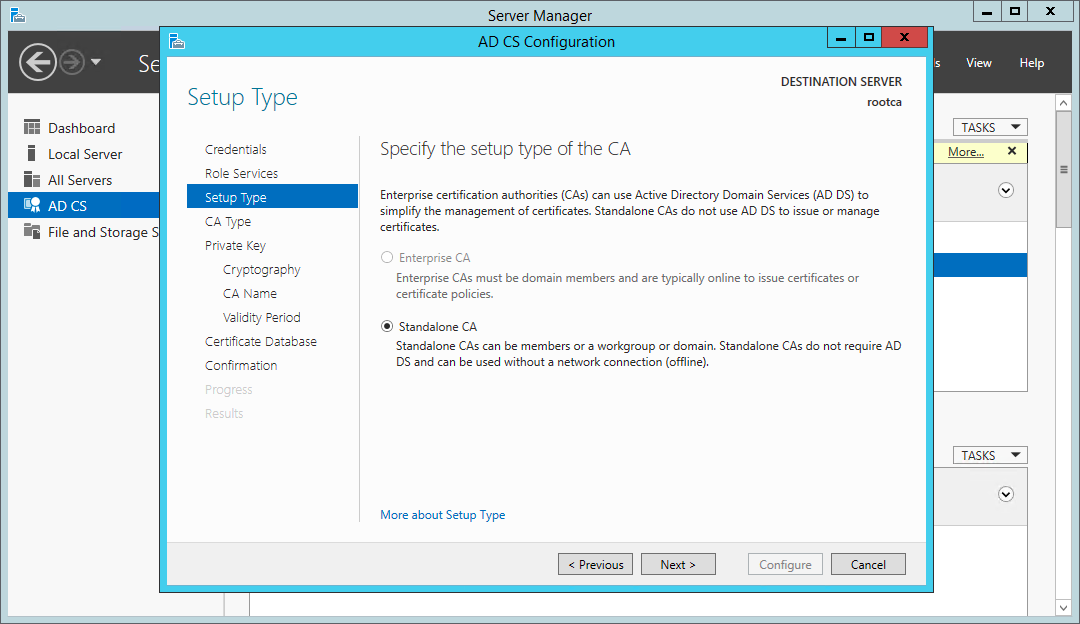 Server Manager
AD CS Configuration
View
Help
Dashboard
Local Server
All Servers
AD CS
File and Storage S
Setup Type
DESTINATION SERVER
rootca
Credentials
Role Services
Setup Type
CA Type
Private Key
Cryptography
CA Name
Validity Period
Certificate Database
Confirmation
Progress
Results
Specify the setup type of the CA
Enterprise certification authorities (CAs) can use Active Directory Domain Services (AD DS) to
simplify the management of certificates. Standalone CAs do not use AD DS to issue or manage
certificates.
Enterprise CA
Enterprise CAs must be domain members and are typically online to issue certificates or
certificate policies.
Standalone CA
Standalone CAs can be members or a workgroup or domain. Standalone CAs do not require AD
DS and can be used without a network connection (offline).
More about Setup Type
< Previous
Next >
Configure
Cancel
TASKS
More...
TASKS